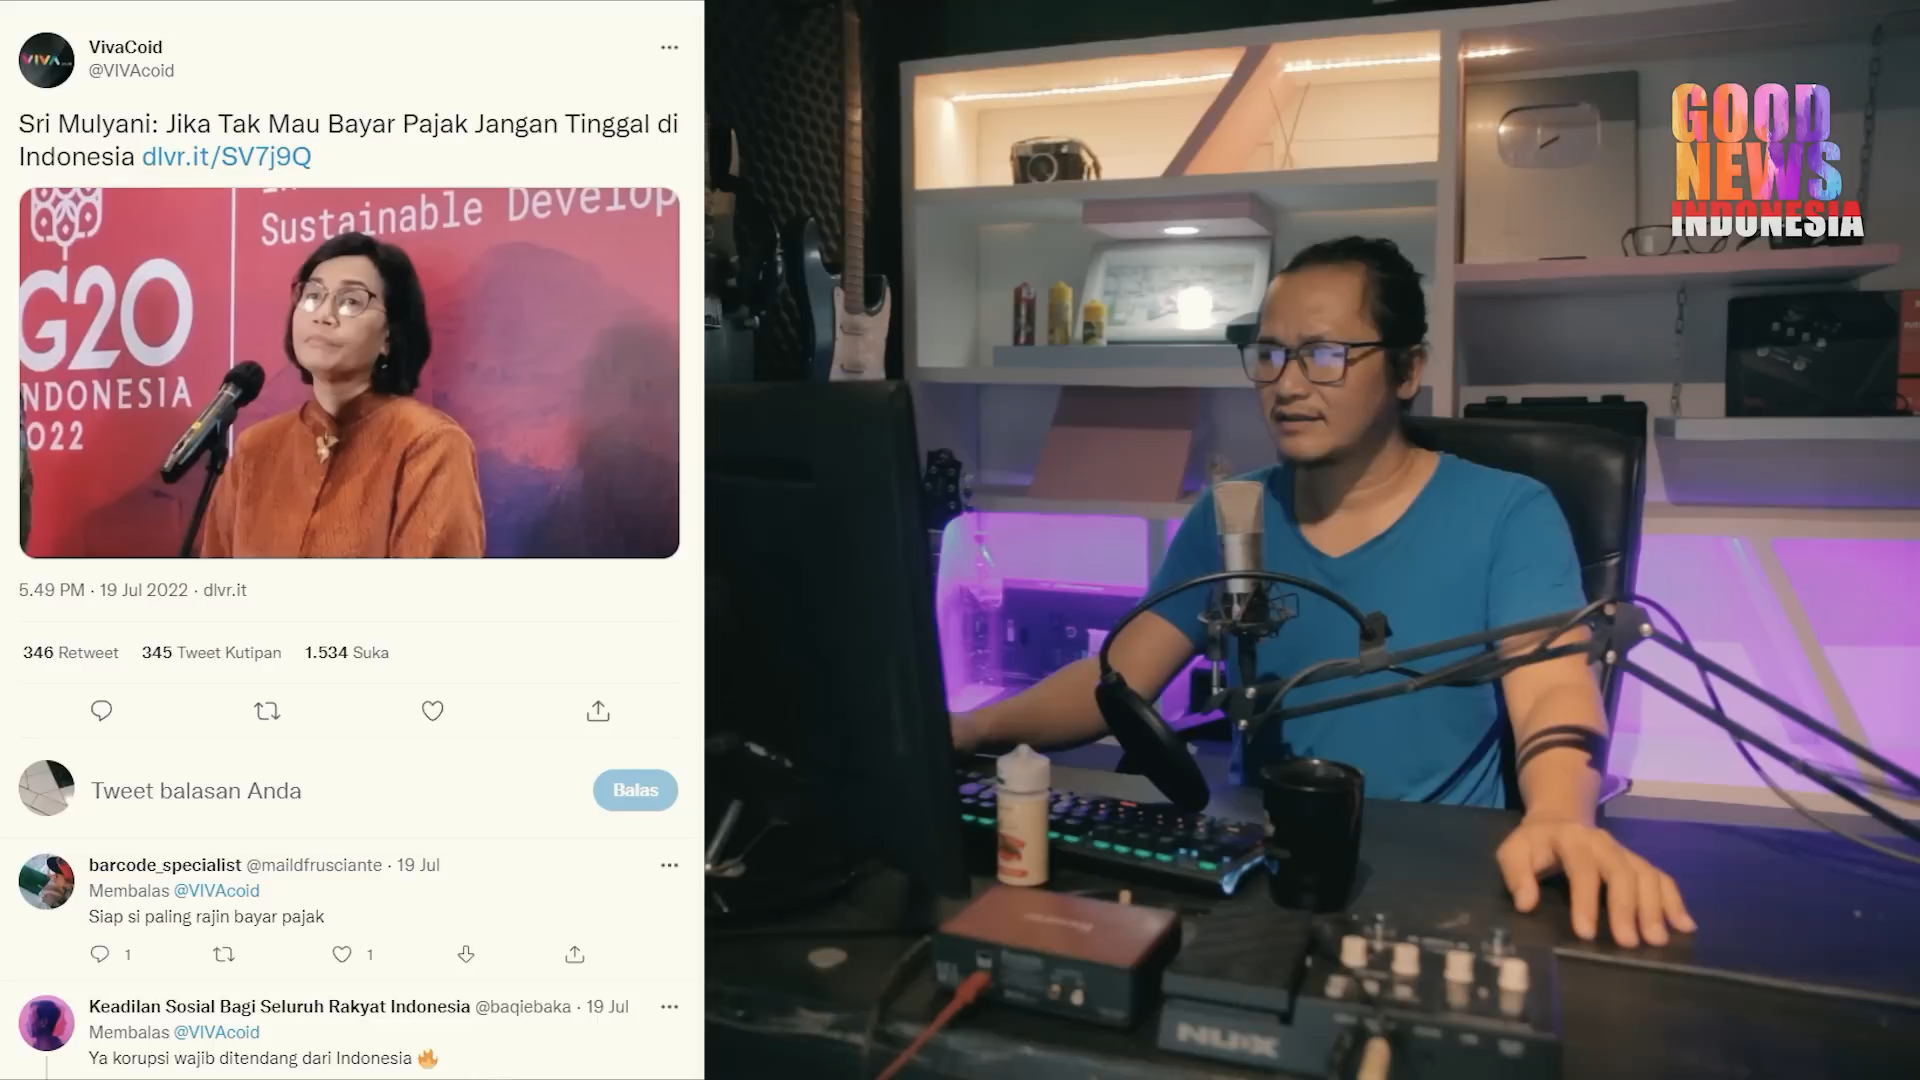 VivaCoid
@VIVAcoid
Sri Mulyani: Jika Tak Mau Bayar Pajak Jangan Tinggal di
Indonesia dlvr.it/SV7j9Q
Sustainable Develop
G20
INDONESIA
2022
5.49 PM · 19 Jul 2022 · dlvr.it
346 Retweet 345 Tweet Kutipan 1.534 Suka
Tweet balasan Anda
Balas
barcode_specialist @maildfrusciante · 19 Jul
Membalas @VIVAcoid
Siap si paling rajin bayar pajak
1 1
Keadilan Sosial Bagi Seluruh Rakyat Indonesia @baqiebaka · 19 Jul
Membalas @VIVAcoid
Ya korupsi wajib ditendang dari Indonesia 🔥
GOOD
NEWS
INDONESIA
NUX